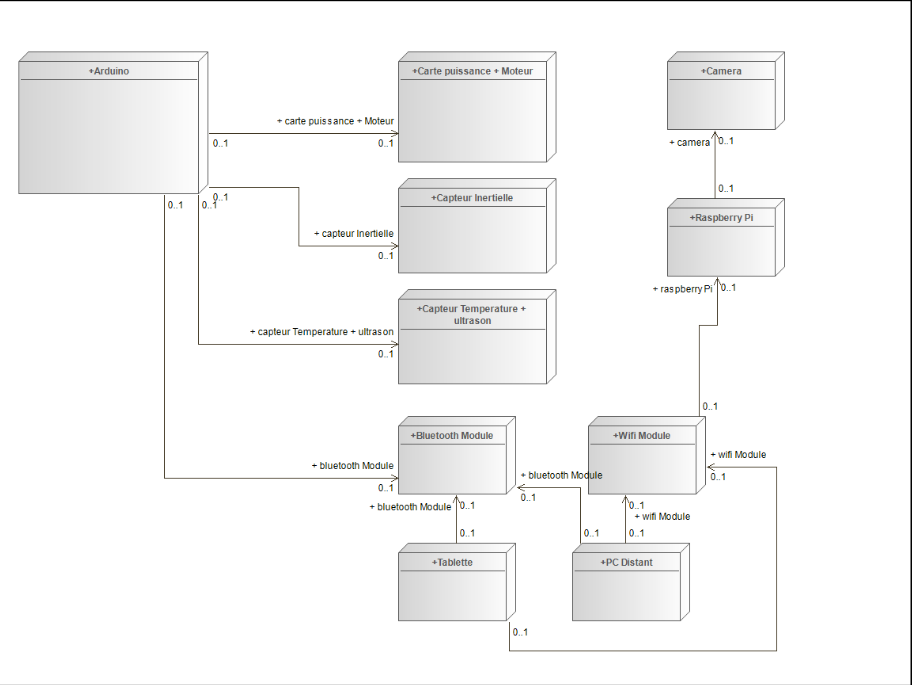 +Arduino
+Carte puissance + Moteur
+Camera
+ carte puissance + Moteur
0..1
0..1
+ camera
0..1
0..1
+Capteur Inertielle
0..1
0..1
0..1
+Raspberry Pi
+ capteur Inertielle
0..1
+ raspberry Pi
0..1
+Capteur Temperature +
ultrason
+ capteur Temperature + ultrason
0..1
0..1
+Bluetooth Module
+Wifi Module
+ wifi Module
0..1
+ bluetooth Module
0..1
+ bluetooth Module
0..1
+ bluetooth Module
0..1
0..1
+ wifi Module
0..1
0..1
0..1
+Tablette
+PC Distant
0..1